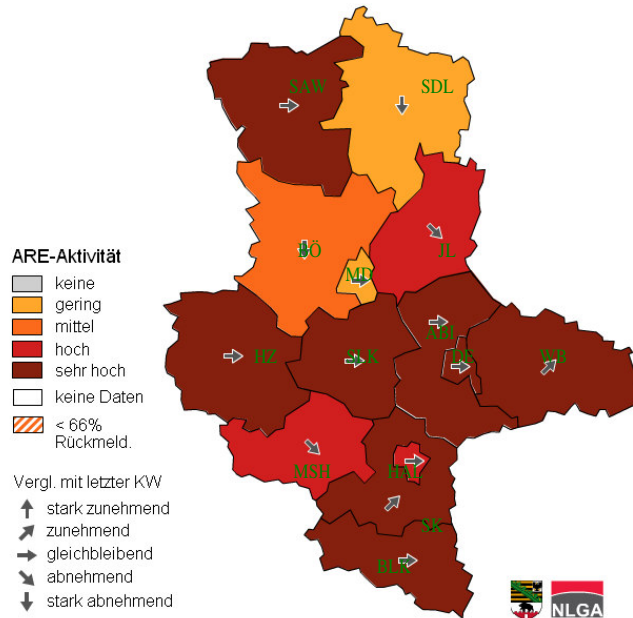 SAW
SDL
BÖ
MD
JL
ABI
HZ
SLK
DE
WB
MSH
HAL
SK
BLK
ARE-Aktivität
keine
gering
mittel
hoch
sehr hoch
keine Daten
< 66%
Rückmeld.
Vergl. mit letzter KW
stark zunehmend
zunehmend
gleichbleibend
abnehmend
stark abnehmend
NLGA